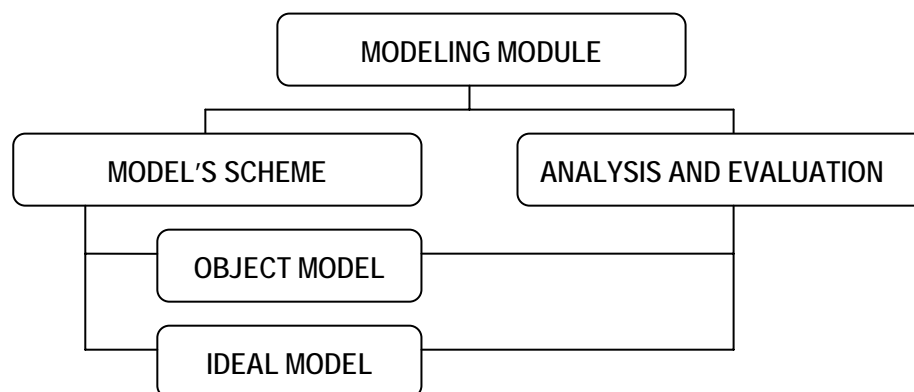 MODELING MODULE
MODEL'S SCHEME
ANALYSIS AND EVALUATION
OBJECT MODEL
IDEAL MODEL